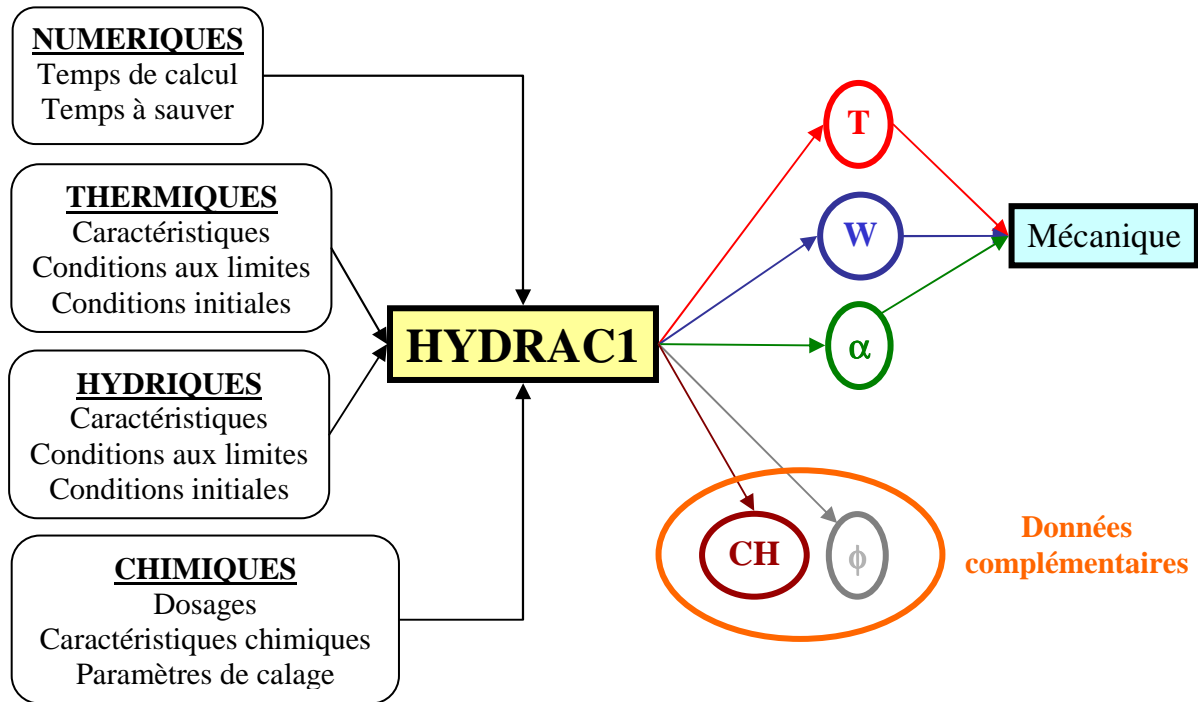 NUMERIQUES
Temps de calcul
Temps à sauver
THERMIQUES
Caractéristiques
Conditions aux limites
Conditions initiales
HYDRIQUES
Caractéristiques
Conditions aux limites
Conditions initiales
CHIMIQUES
Dosages
Caractéristiques chimiques
Paramètres de calage
HYDRAC1
T
W
α
CH
ϕ
Mécanique
Données
complémentaires